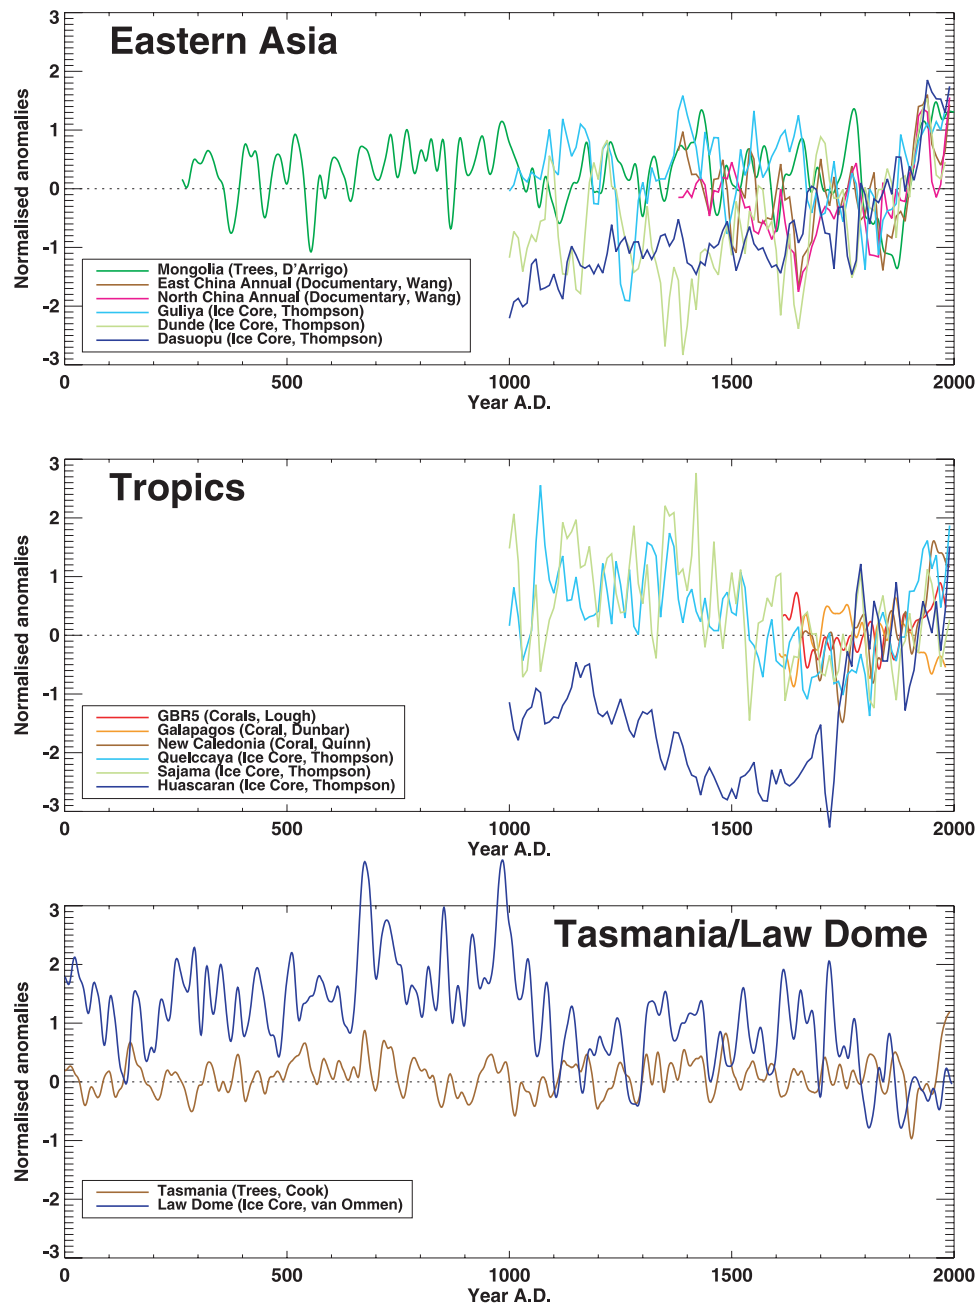 3
Eastern Asia
2
1
0
-1
-2
-3
Normalised anomalies
Mongolia (Trees, D'Arrigo)
East China Annual (Documentary, Wang)
North China Annual (Documentary, Wang)
Guliya (Ice Core, Thompson)
Dunde (Ice Core, Thompson)
Dasuopu (Ice Core, Thompson)
0 500 1000 1500 2000
Year A.D.
3
Tropics
2
1
0
-1
-2
-3
Normalised anomalies
GBR5 (Corals, Lough)
Galapagos (Coral, Dunbar)
New Caledonia (Coral, Quinn)
Quelccaya (Ice Core, Thompson)
Sajama (Ice Core, Thompson)
Huascaran (Ice Core, Thompson)
0 500 1000 1500 2000
Year A.D.
3
Tasmania/Law Dome
2
1
0
-1
-2
-3
Normalised anomalies
Tasmania (Trees, Cook)
Law Dome (Ice Core, van Ommen)
0 500 1000 1500 2000
Year A.D.